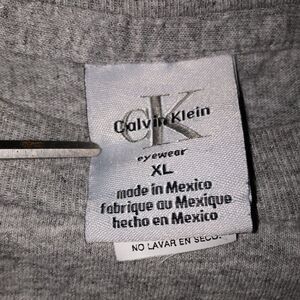 cK
Calvin Klein
eyewear
XL
made in Mexico
fabriqué au Mexique
hecho en Mexico
NO LAVAR EN SECO.